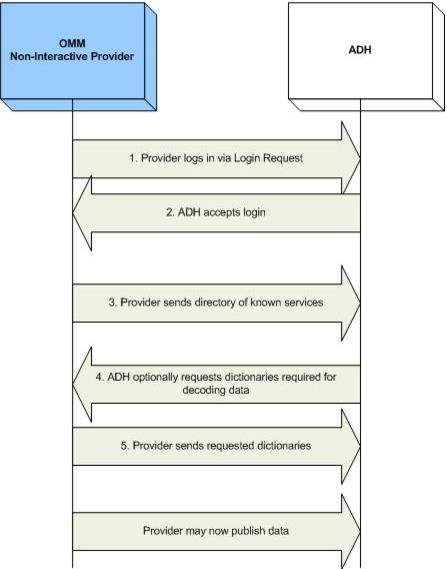 OMM
Non-Interactive Provider
ADH
1. Provider logs in via Login Request
2. ADH accepts login
3. Provider sends directory of known services
4. ADH optionally requests dictionaries required for
decoding data
5. Provider sends requested dictionaries
Provider may now publish data